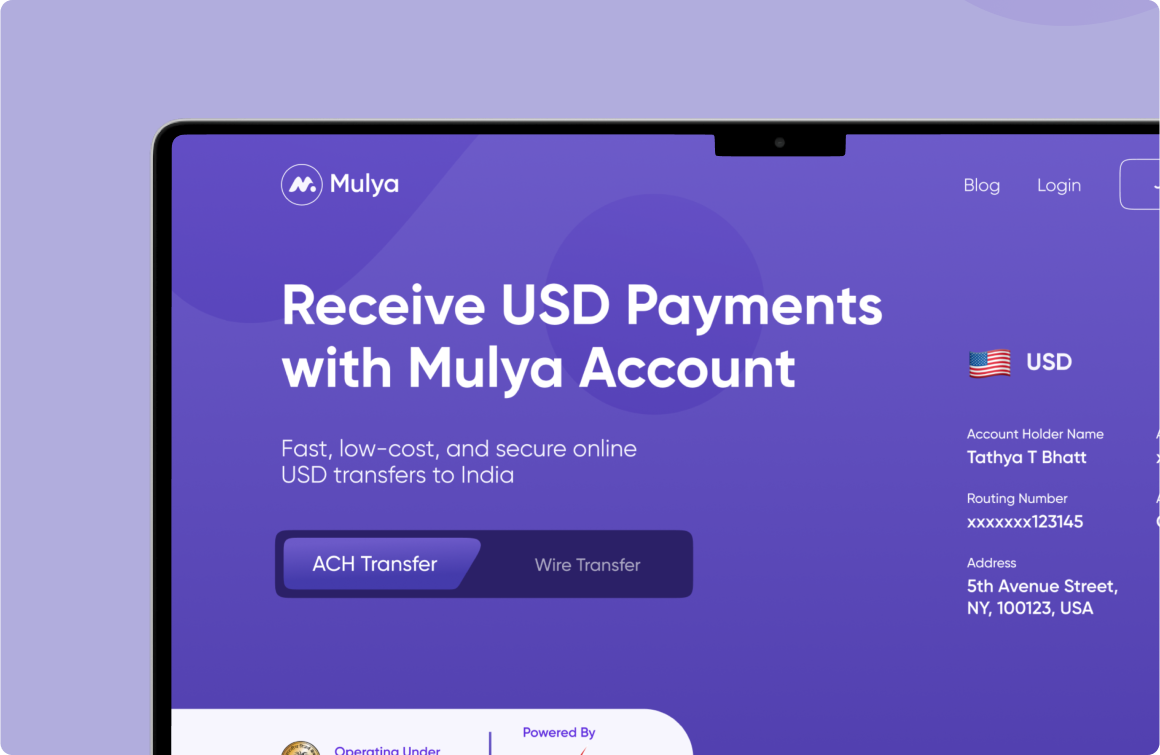 Mulya
Blog
Login
Receive USD Payments
with Mulya Account
Fast, low-cost, and secure online
USD transfers to India
ACH Transfer
Wire Transfer
USD
Account Holder Name
Tathya T Bhatt
Routing Number
xxxxxxx123145
Address
5th Avenue Street,
NY, 100123, USA
Operating Under
Powered By